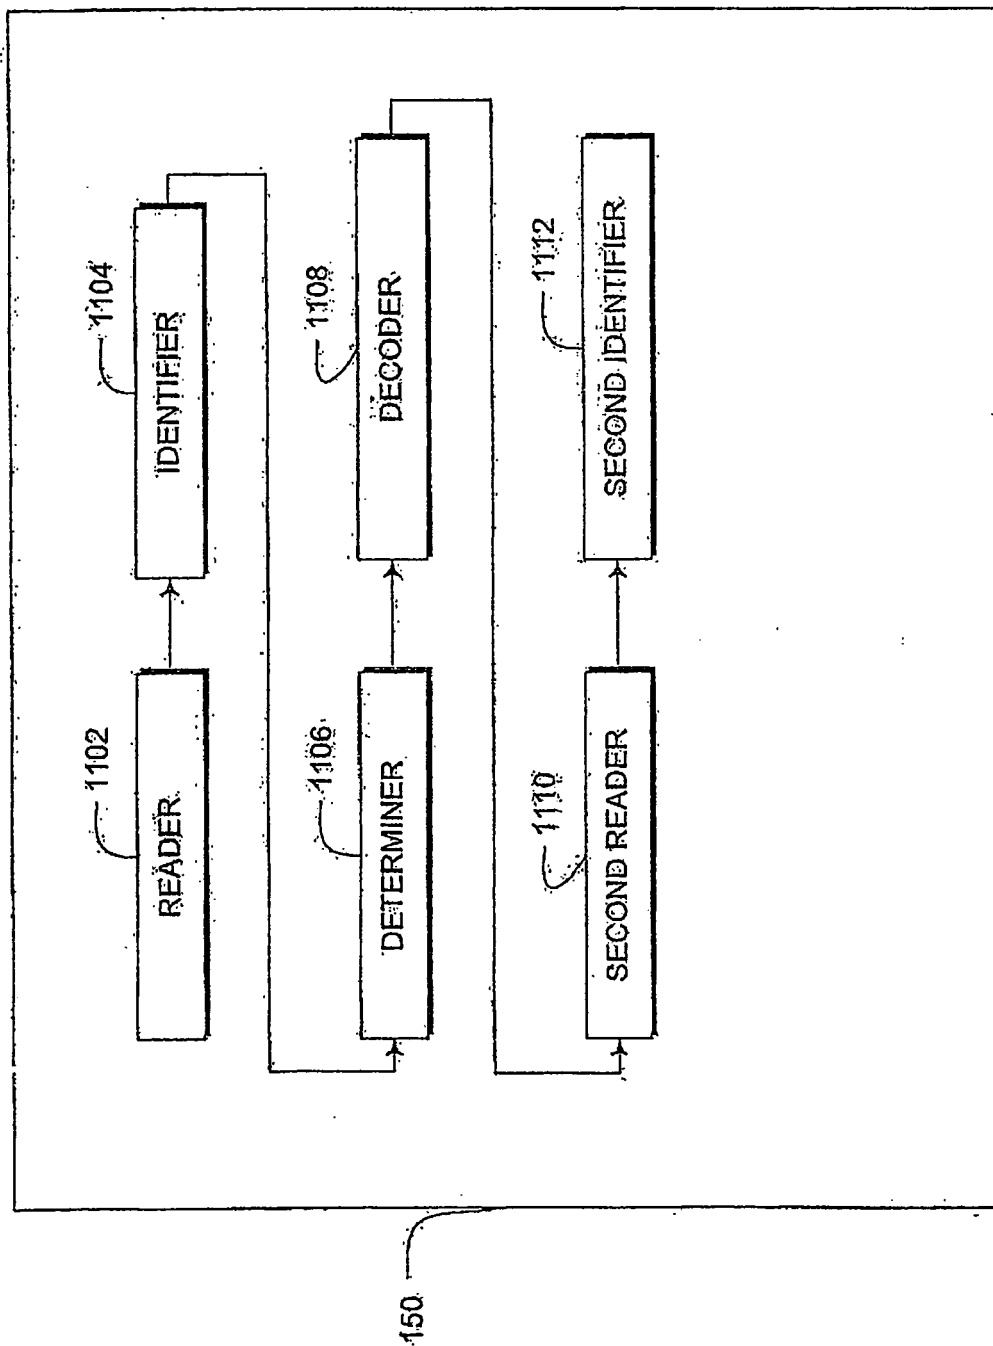 150
1102
READER
1104
IDENTIFIER
1106
DETERMINER
1108
DECODER
1110
SECOND READER
1112
SECOND IDENTIFIER